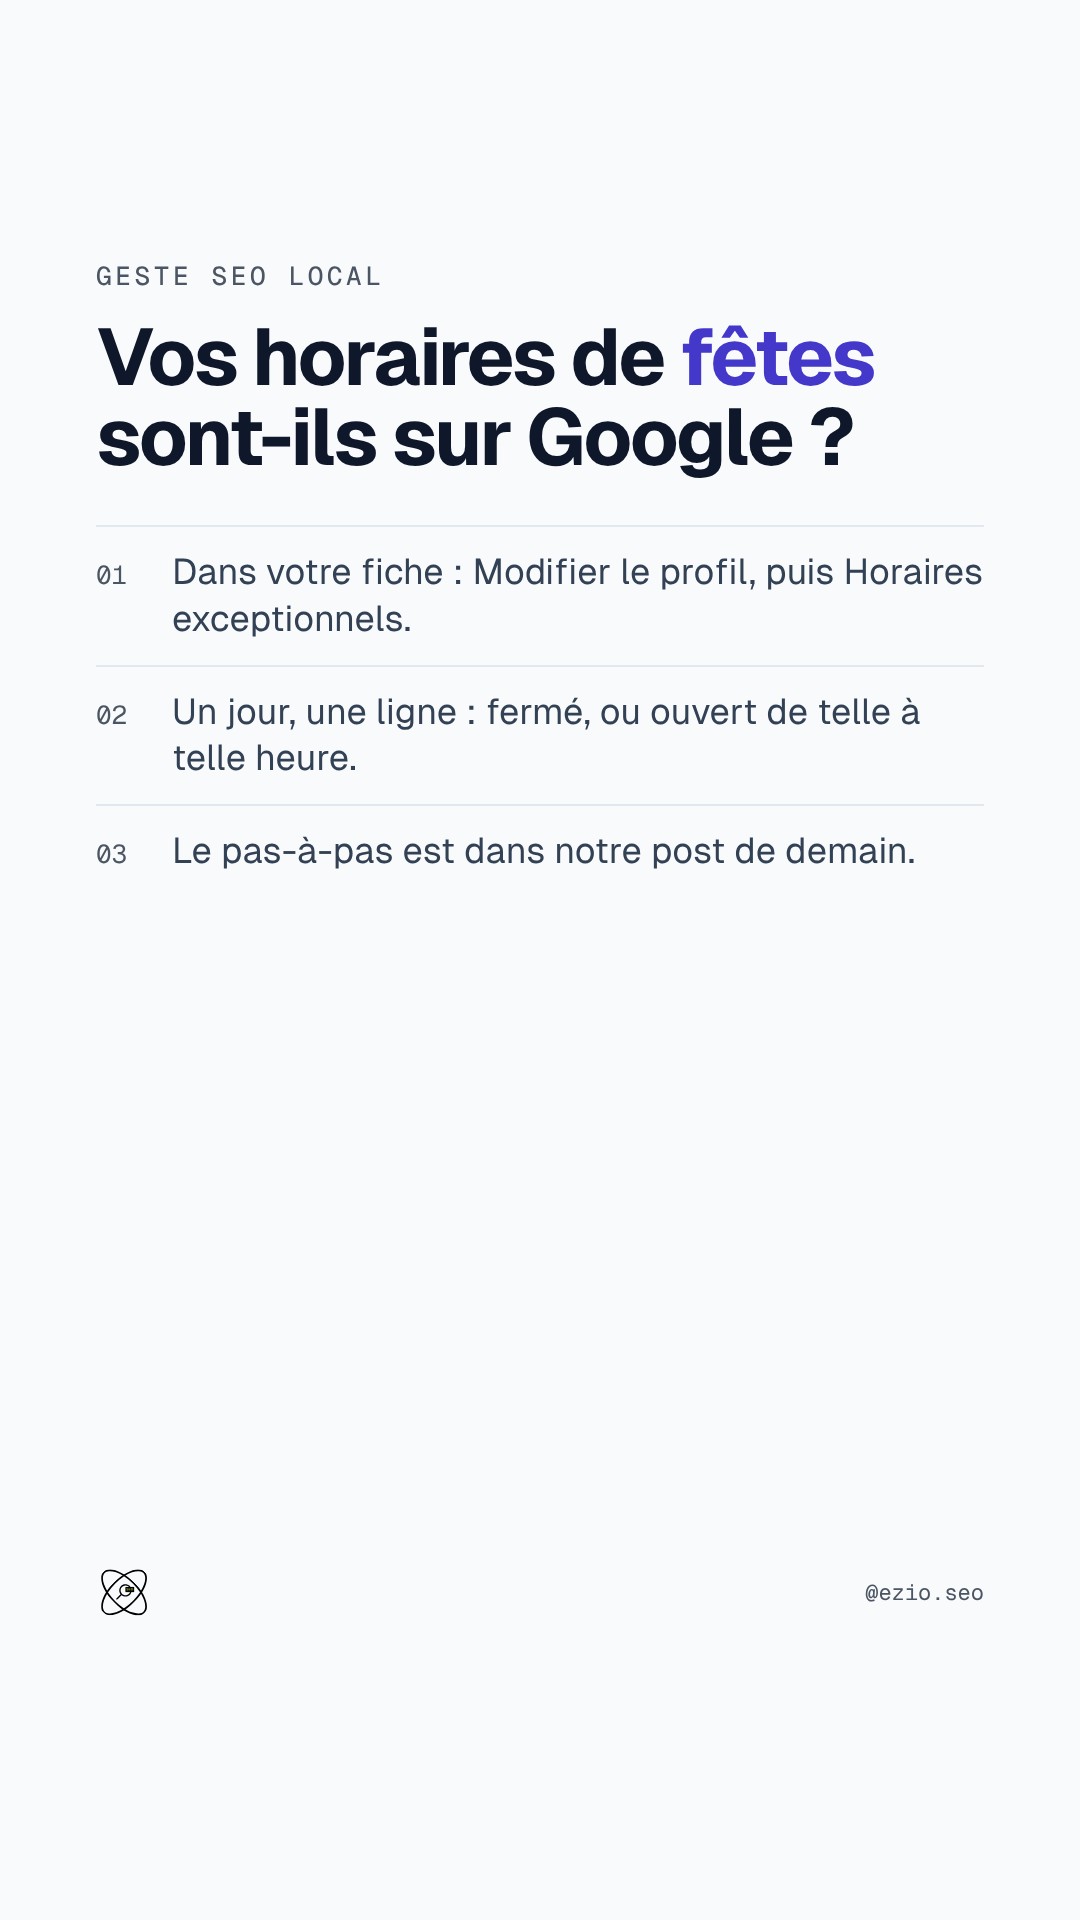 GESTE SEO LOCAL
Vos horaires de fêtes
sont-ils sur Google ?
01 Dans votre fiche : Modifier le profil, puis Horaires
exceptionnels.
02 Un jour, une ligne : fermé, ou ouvert de telle à
telle heure.
03 Le pas-à-pas est dans notre post de demain.
@ezio.seo